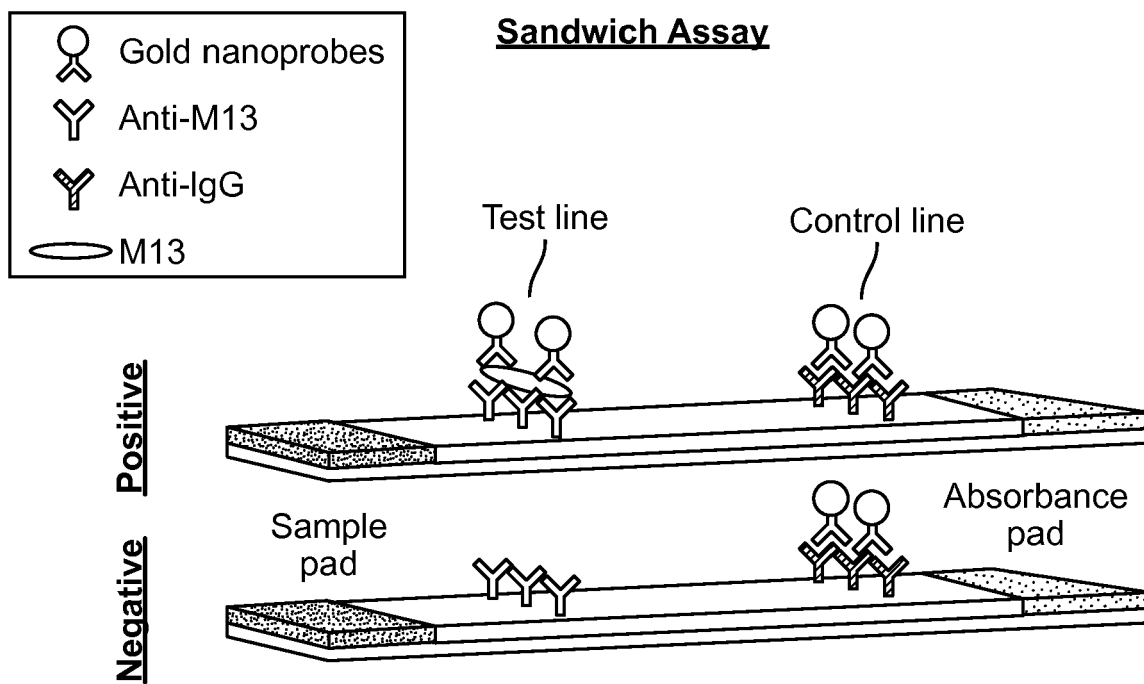 Sandwich Assay
Gold nanoprobes
Anti-M13
Anti-IgG
M13
Test line
Control line
Positive
Sample
pad
Absorbance
pad
Negative